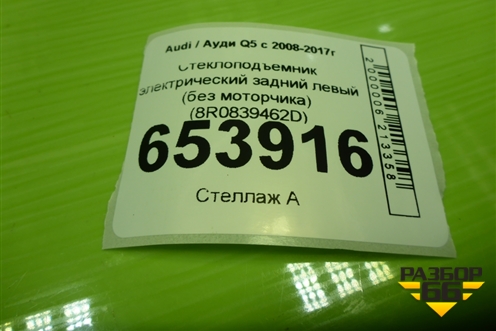 Audi / Ауди Q5 с 2008-2017г
Стеклоподъемник
электрический задний левый
(без моторчика)
(8R0839462D)
653916
Стеллаж А
2000006213358
РАЗБОР
66